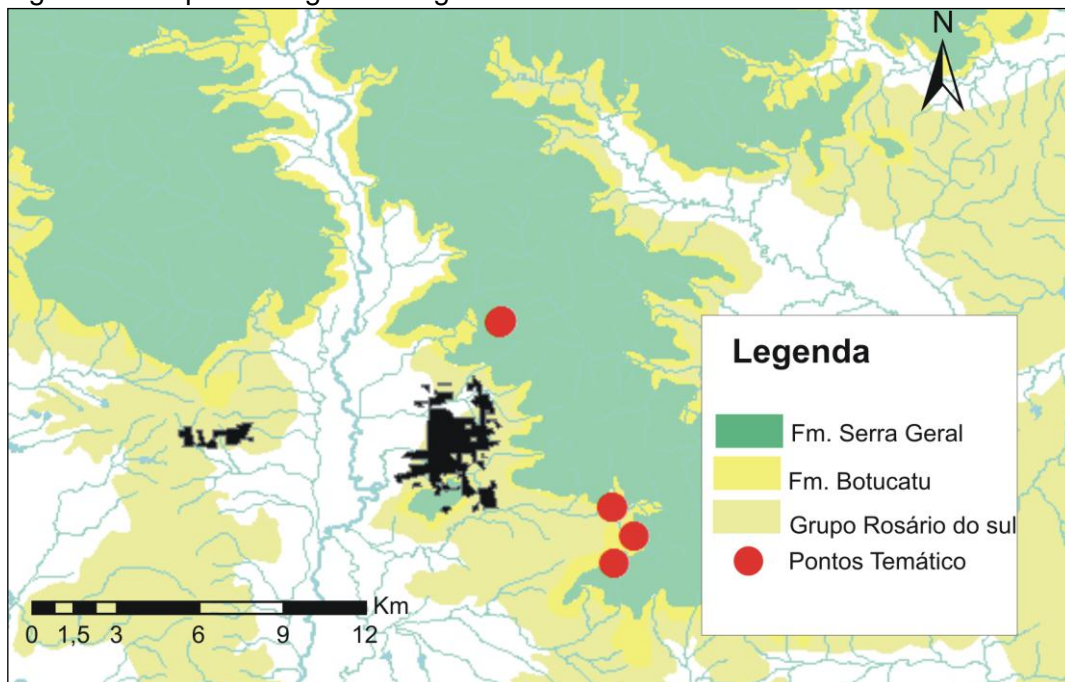 N
Legenda
Fm. Serra Geral
Fm. Botucatu
Grupo Rosário do sul
Pontos Temático
Km
0 1,5 3 6 9 12